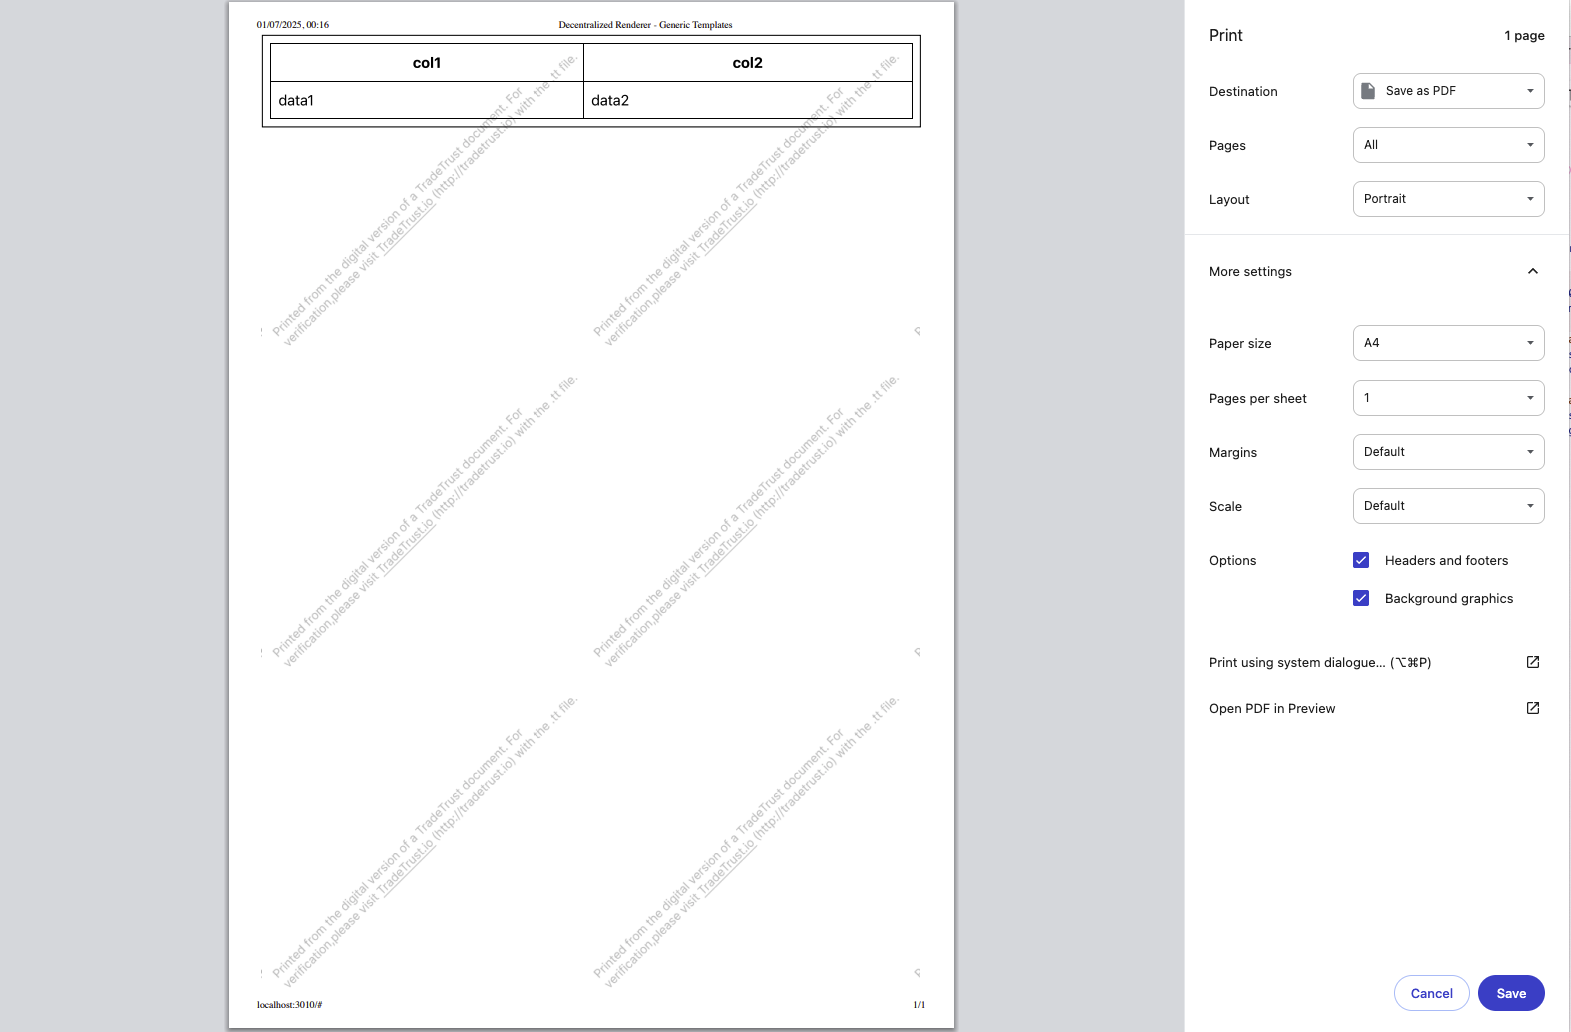 01/07/2025, 00:16
Decentralized Renderer - Generic Templates
col1
col2
data1
data2
Printed from the digital version of a TradeTrust document. For
verification,please visit TradeTrust.io (http://tradetrust.io) with the .tt file.
Printed from the digital version of a TradeTrust document. For
verification,please visit TradeTrust.io (http://tradetrust.io) with the .tt file.
P
Printed from the digital version of a TradeTrust document. For
verification,please visit TradeTrust.io (http://tradetrust.io) with the .tt file.
Printed from the digital version of a TradeTrust document. For
verification,please visit TradeTrust.io (http://tradetrust.io) with the .tt file.
P
Printed from the digital version of a TradeTrust document. For
verification,please visit TradeTrust.io (http://tradetrust.io) with the .tt file.
Printed from the digital version of a TradeTrust document. For
verification,please visit TradeTrust.io (http://tradetrust.io) with the .tt file.
P
localhost:3010/#
1/1
Print
1 page
Destination
Save as PDF
Pages
All
Layout
Portrait
More settings
Paper size
A4
Pages per sheet
1
Margins
Default
Scale
Default
Options
Headers and footers
Background graphics
Print using system dialogue... (⌥⌘P)
Open PDF in Preview
Cancel
Save